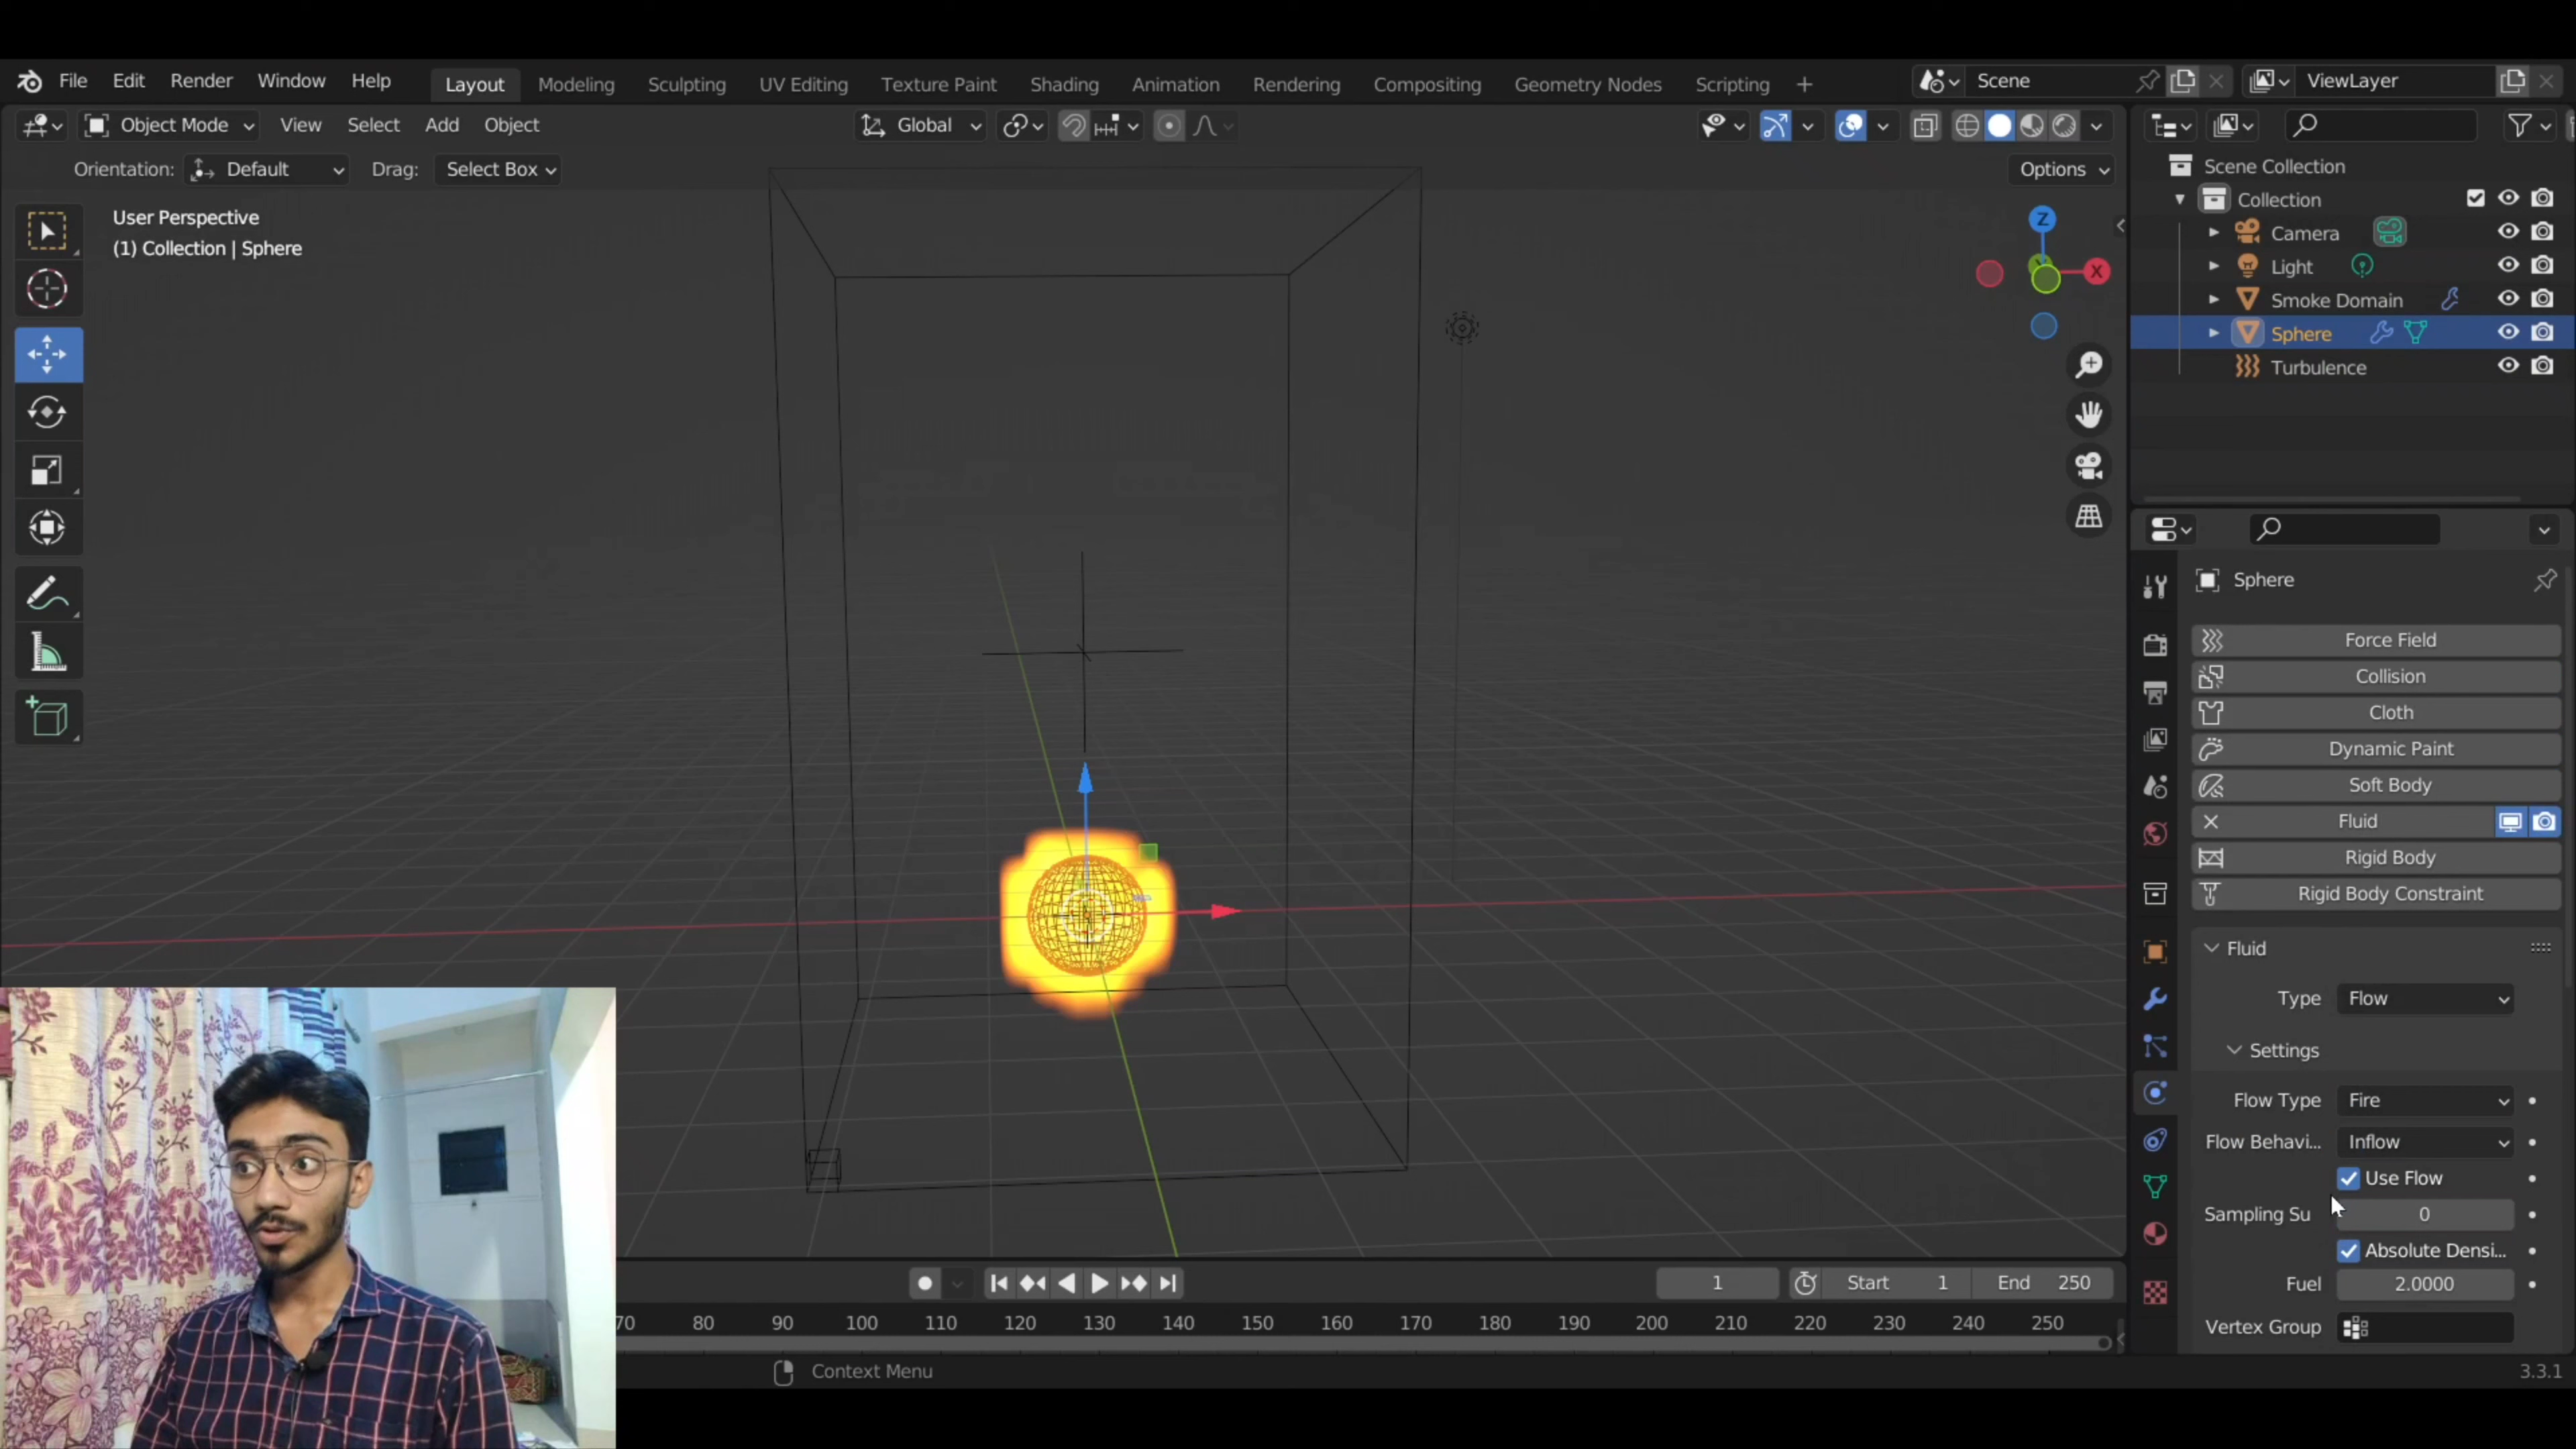 File Edit Render Window Help Layout Modeling Sculpting UV Editing Texture Paint Shading Animation Rendering Compositing Geometry Nodes Scripting + Scene ViewLayer
Object Mode View Select Add Object Global
Orientation: Default Drag: Select Box Options
User Perspective
(1) Collection | Sphere
Z
X
Scene Collection
Collection
Camera
Light
Smoke Domain
Sphere
Turbulence
Sphere
Force Field
Collision
Cloth
Dynamic Paint
Soft Body
Fluid
Rigid Body
Rigid Body Constraint
Fluid
Type Flow
Settings
Flow Type Fire
Flow Behavi... Inflow
Use Flow
Sampling Su 0
Absolute Densi...
Fuel 2.0000
Vertex Group
1 Start 1 End 250
70 80 90 100 110 120 130 140 150 160 170 180 190 200 210 220 230 240 250
Context Menu
3.3.1